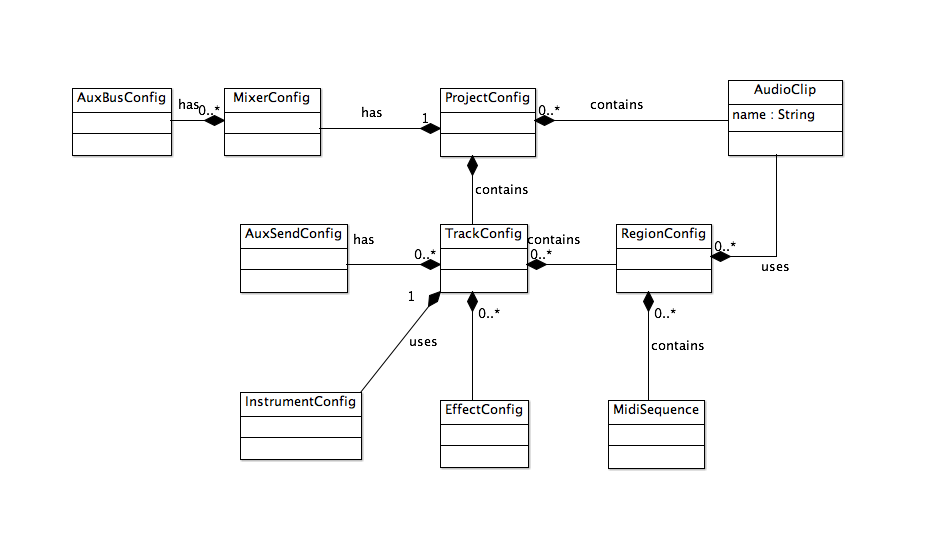 AudioClip
name : String
AuxBusConfig
has
0..*
MixerConfig
has
1
ProjectConfig
0..*
contains
contains
AuxSendConfig
has
0..*
TrackConfig
contains
0..*
RegionConfig
0..*
uses
1
uses
0..*
0..*
contains
InstrumentConfig
EffectConfig
MidiSequence